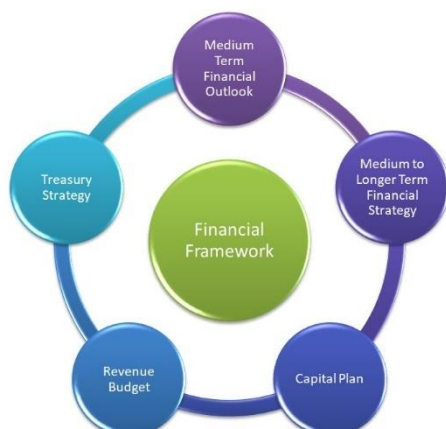 Medium
Term
Financial
Outlook
Medium to
Longer Term
Financial
Strategy
Capital Plan
Revenue
Budget
Treasury
Strategy
Financial
Framework